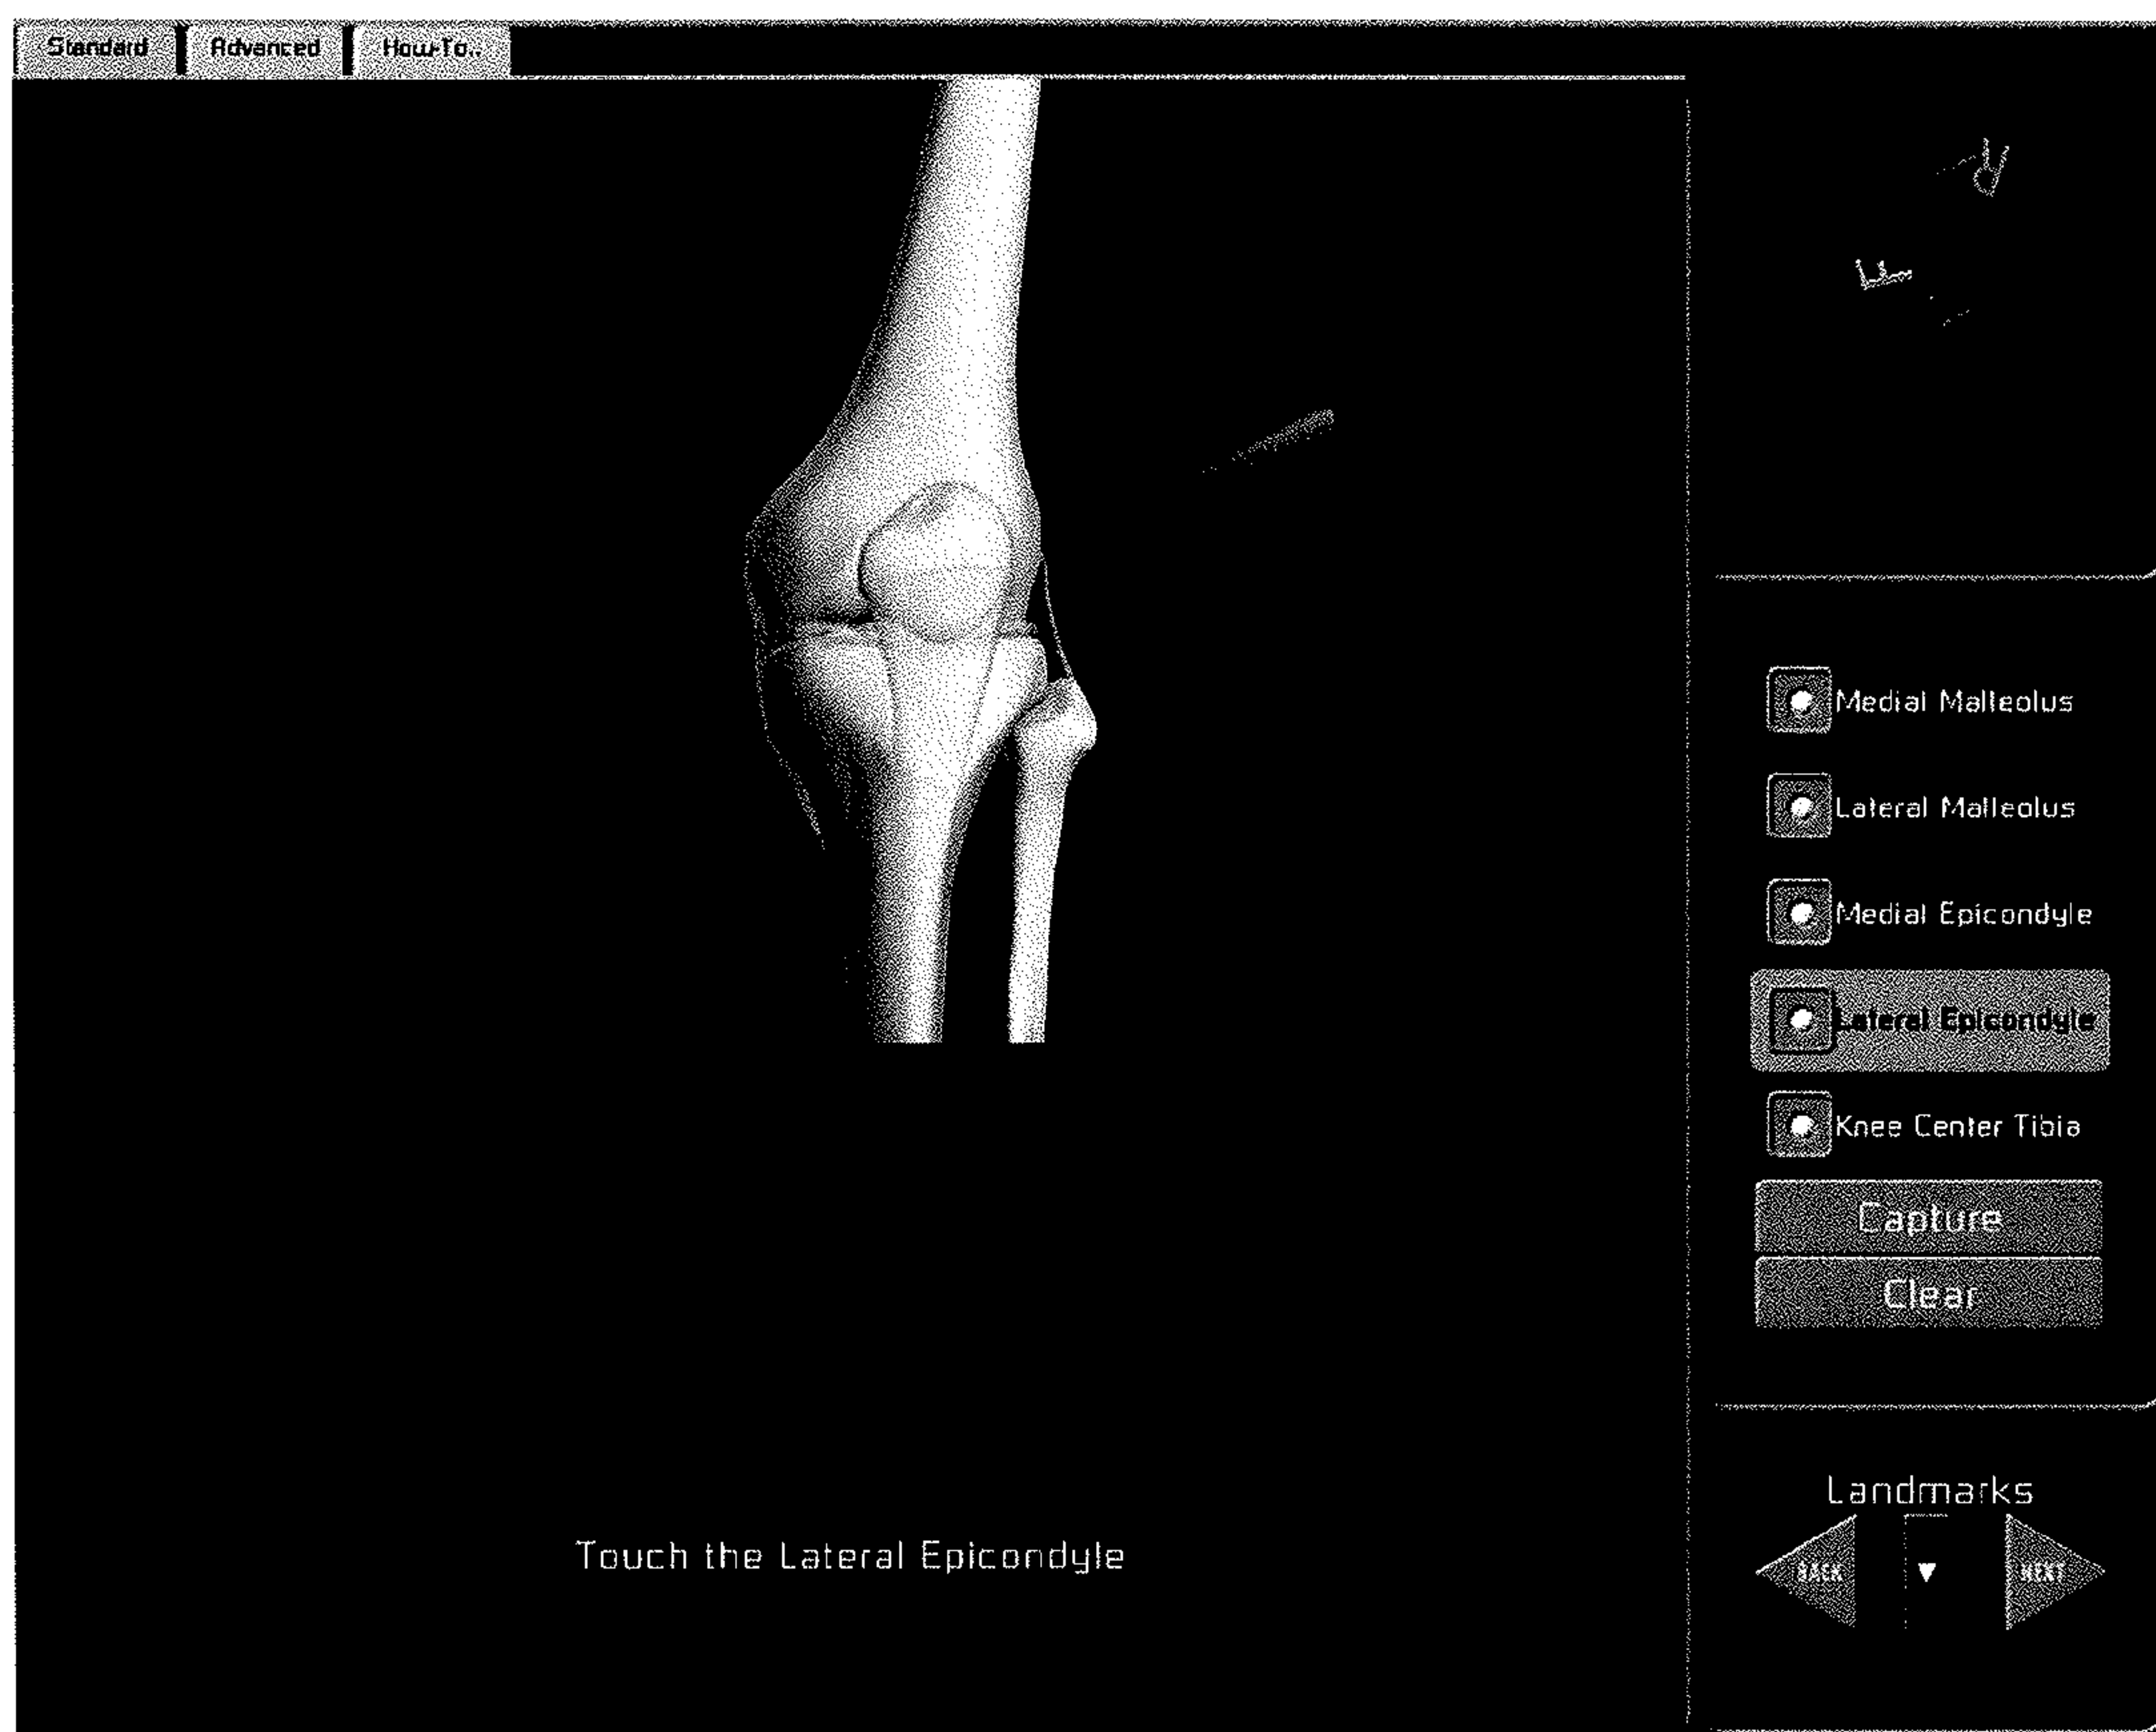 Standard
Advanced
How-To..
F
Medial Malleolus
Lateral Malleolus
Medial Epicondyle
Lateral Epicondyle
Knee Center Tibia
Capture
Clear
Landmarks
BACK
NEXT
Touch the Lateral Epicondyle